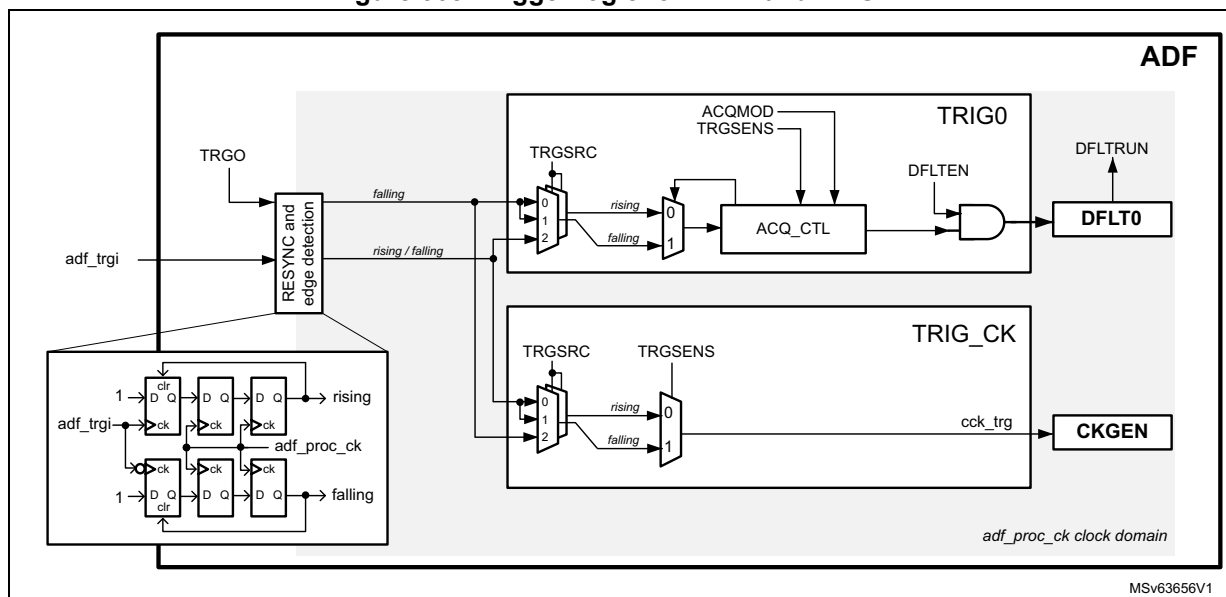 ADF
TRIG0
ACQMOD
TRGSENS
TRGO
TRGSRC
DFLTEN
DFLTRUN
falling
0
1
2
rising
falling
0
1
ACQ_CTL
DFLT0
RESYNC and
edge detection
adf_trgi
rising / falling
TRIG_CK
TRGSRC
TRGSENS
0
1
2
rising
falling
0
1
cck_trg
CKGEN
clr
1
D Q
D Q
D Q
rising
adf_trgi
ck
ck
ck
adf_proc_ck
ck
ck
ck
1
D Q
D Q
D Q
falling
clr
adf_proc_ck clock domain
MSv63656V1